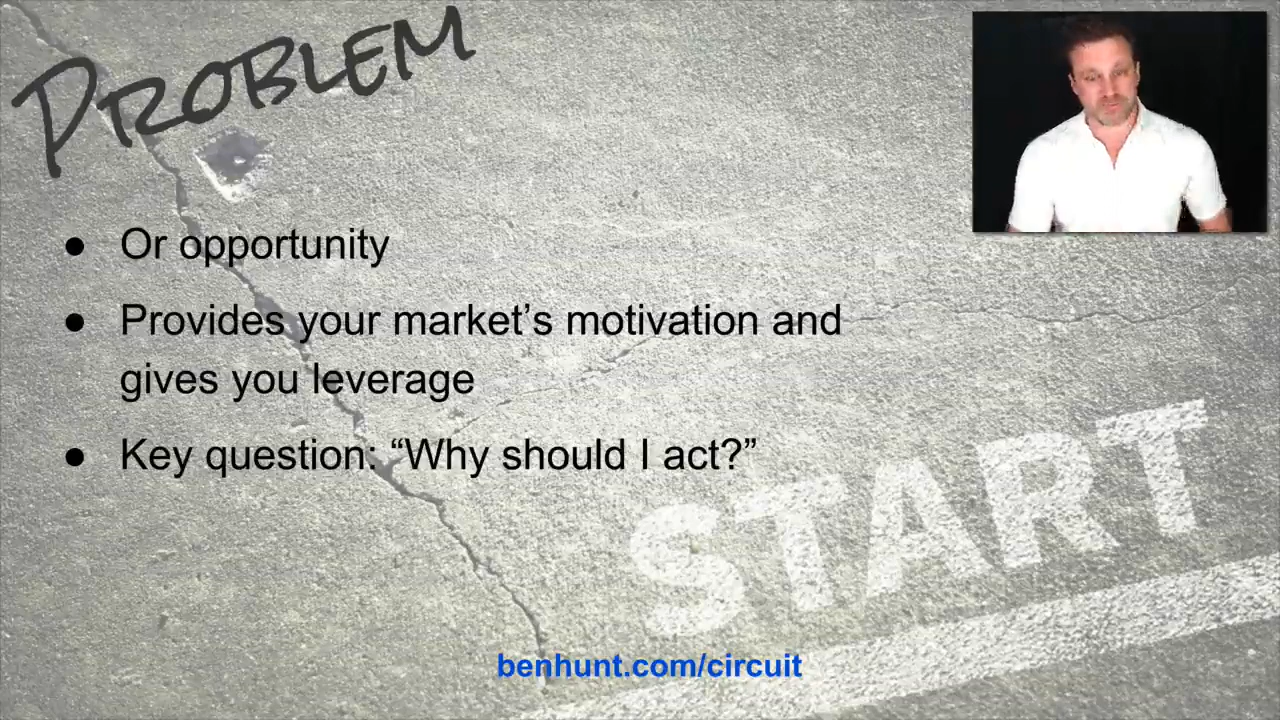 PROBLEM
● Or opportunity
● Provides your market’s motivation and
gives you leverage
● Key question: “Why should I act?”
START
benhunt.com/circuit